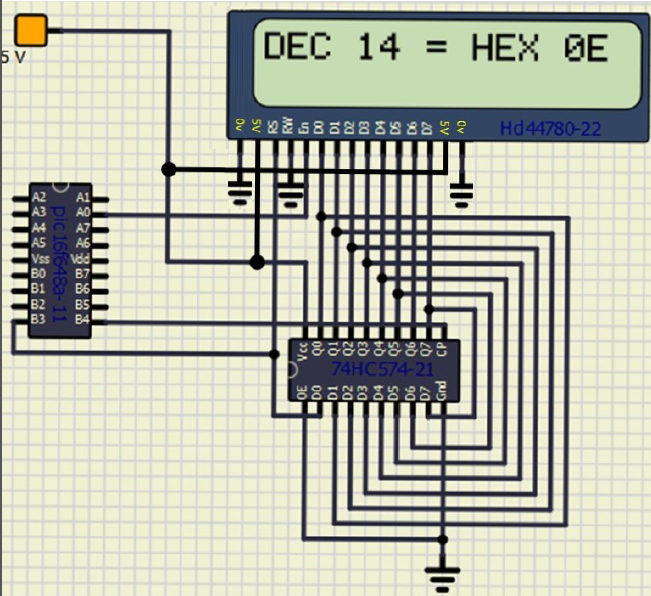 5 V
DEC 14 = HEX 0E
0v 5V RS RW En D0 D1 D2 D3 D4 D5 D6 D7 5V 0v
Hd44780-22
A2 A1
A3 A0
A4 A7
A5 A6
Vss Vdd
B0 B7
B1 B6
B2 B5
B3 B4
pic16f648a-11
Vcc Q0 Q1 Q2 Q3 Q4 Q5 Q6 Q7 CP
74HC574-21
OE D0 D1 D2 D3 D4 D5 D6 D7 Gnd